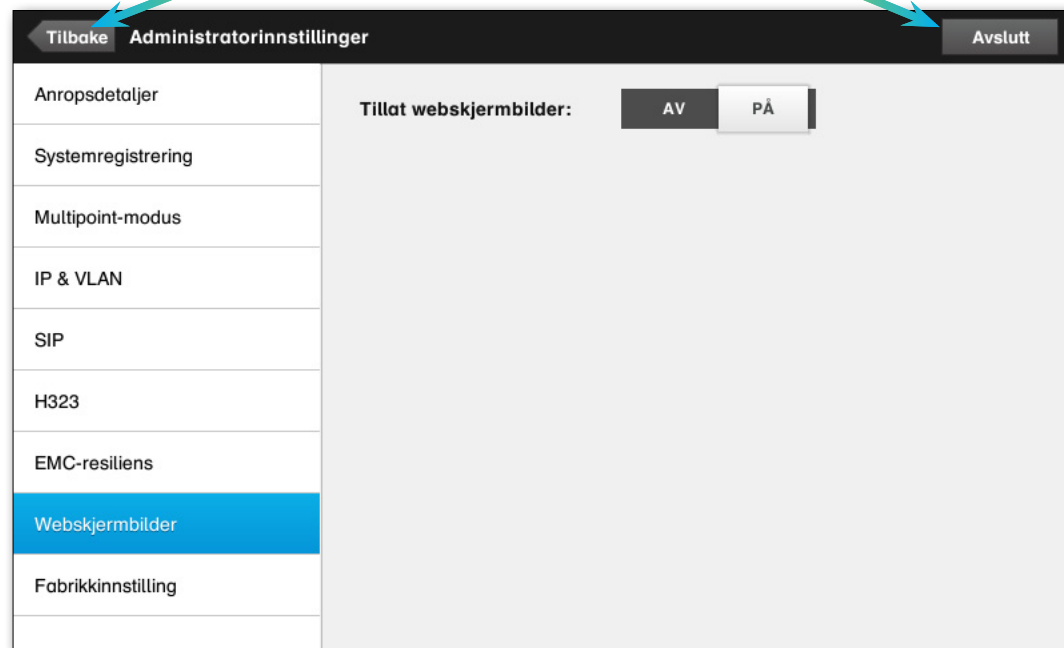 Tilbake Administratorinnstillinger Avslutt
Anropsdetaljer
Tillat webskjermbilder: AV PÅ
Systemregistrering
Multipoint-modus
IP & VLAN
SIP
H323
EMC-resiliens
Webskjermbilder
Fabrikkinnstilling